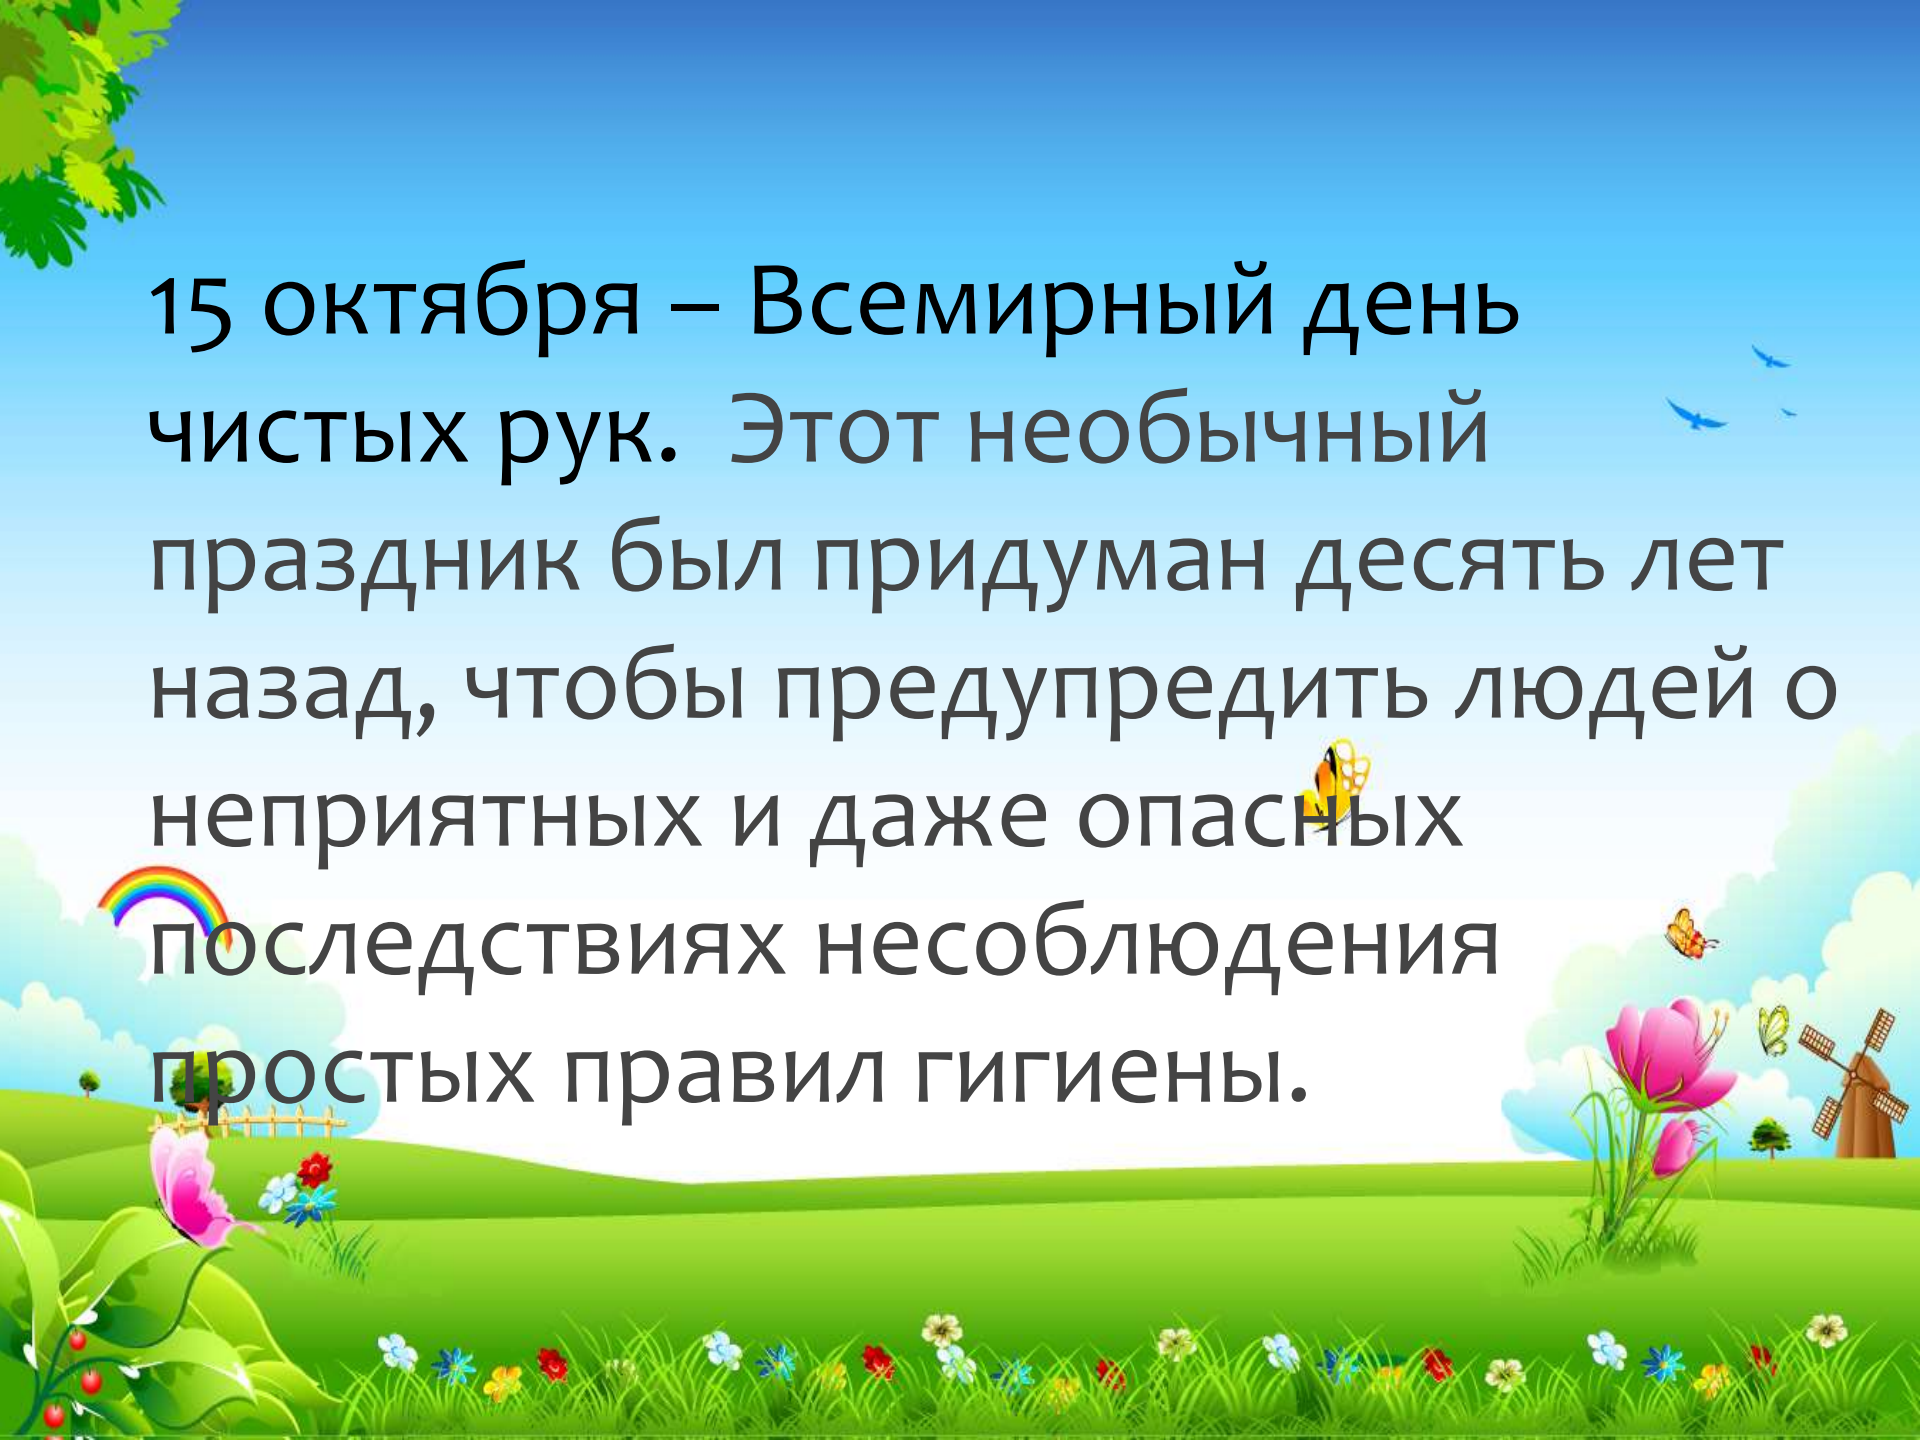 15 октября – Всемирный день
чистых рук. Этот необычный
праздник был придуман десять лет
назад, чтобы предупредить людей о
неприятных и даже опасных
последствиях несоблюдения
простых правил гигиены.